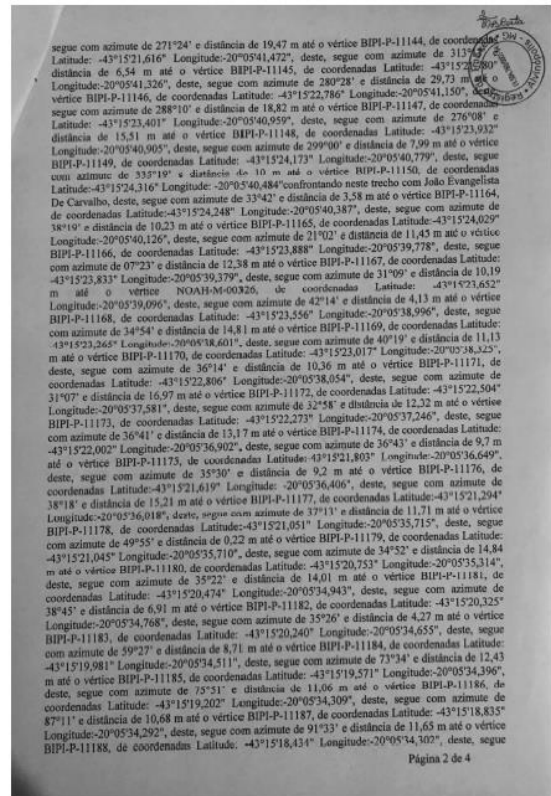 segue com azimute de 271°24' e distância de 19,47 m até o vértice BIPI-P-11144, de coordenadas
Latitude: -43°15'21,616" Longitude:-20°05'41,472", deste, segue com azimute de
distância de 6,54 m até o vértice BIPI-P-11145, de coordenadas Latitude:
Longitude:-20°05'41,326", deste, segue com azimute de 280°28' e distância de 29,73 m até o
vértice BIPI-P-11146, de coordenadas Latitude: -43°15'22,786" Longitude:-20°05'41,150", deste,
segue com azimute de 288°10' e distância de 18,82 m até o vértice BIPI-P-11147, de coordenadas
Latitude: -43°15'23,401" Longitude:-20°05'40,959", deste, segue com azimute de 276°08' e
distância de 15,51 m até o vértice BIPI-P-11148, de coordenadas Latitude: -43°15'23,932"
Longitude:-20°05'40,905", deste, segue com azimute de 299°00' e distância de 7,99 m até o vértice
BIPI-P-11149, de coordenadas Latitude: -43°15'24,173" Longitude:-20°05'40,779", deste, segue
com azimute de 335°19' e distância de 10 m até o vértice BIPI-P-11150, de coordenadas
Latitude:-43°15'24,316" Longitude: -20°05'40,484"confrontando neste trecho com João Evangelista
De Carvalho, deste, segue com azimute de 33°42' e distância de 3,58 m até o vértice BIPI-P-11164,
de coordenadas Latitude:-43°15'24,248" Longitude:-20°05'40,387", deste, segue com azimute de
38°19' e distância de 10,23 m até o vértice BIPI-P-11165, de coordenadas Latitude:-43°15'24,029"
Longitude:-20°05'40,126", deste, segue com azimute de 21°02' e distância de 11,45 m até o vértice
BIPI-P-11166, de coordenadas Latitude: -43°15'23,888" Longitude:-20°05'39,778", deste, segue
com azimute de 07°23' e distância de 12,38 m até o vértice BIPI-P-11167, de coordenadas Latitude:
-43°15'23,833" Longitude:-20°05'39,379", deste, segue com azimute de 31°09' e distância de 10,19
m até o vértice NOAH-M-00326, de coordenadas Latitude: -43°15'23,652"
Longitude:-20°05'39,096", deste, segue com azimute de 42°14' e distância de 4,13 m até o vértice
BIPI-P-11168, de coordenadas Latitude: -43°15'23,556" Longitude:-20°05'38,996", deste, segue
com azimute de 34°54' e distância de 14,81 m até o vértice BIPI-P-11169, de coordenadas Latitude:
-43°15'23,265" Longitude:-20°05'38,601", deste, segue com azimute de 40°19' e distância de 11,13
m até o vértice BIPI-P-11170, de coordenadas Latitude: -43°15'23,017" Longitude:-20°05'38,325",
deste, segue com azimute de 36°14' e distância de 10,36 m até o vértice BIPI-P-11171, de
coordenadas Latitude: -43°15'22,806" Longitude:-20°05'38,054", deste, segue com azimute de
31°07' e distância de 16,97 m até o vértice BIPI-P-11172, de coordenadas Latitude: -43°15'22,504"
Longitude:-20°05'37,581", deste, segue com azimute de 32°58' e distância de 12,32 m até o vértice
BIPI-P-11173, de coordenadas Latitude: -43°15'22,273" Longitude:-20°05'37,246", deste, segue
com azimute de 36°41' e distância de 13,17 m até o vértice BIPI-P-11174, de coordenadas Latitude:
-43°15'22,002" Longitude:-20°05'36,902", deste, segue com azimute de 36°43' e distância de 9,7 m
até o vértice BIPI-P-11175, de coordenadas Latitude:-43°15'21,803" Longitude:-20°05'36,649",
deste, segue com azimute de 35°30' e distância de 9,2 m até o vértice BIPI-P-11176, de
coordenadas Latitude:-43°15'21,619" Longitude:-20°05'36,406", deste, segue com azimute de
38°18' e distância de 15,21 m até o vértice BIPI-P-11177, de coordenadas Latitude:-43°15'21,294"
Longitude:-20°05'36,018", deste, segue com azimute de 37°13' e distância de 11,71 m até o vértice
BIPI-P-11178, de coordenadas Latitude:-43°15'21,051" Longitude:-20°05'35,715", deste, segue
com azimute de 49°55' e distância de 0,22 m até o vértice BIPI-P-11179, de coordenadas Latitude:
-43°15'21,045" Longitude:-20°05'35,710", deste, segue com azimute de 34°52' e distância de 14,84
m até o vértice BIPI-P-11180, de coordenadas Latitude: -43°15'20,753" Longitude:-20°05'35,314",
deste, segue com azimute de 35°22' e distância de 14,01 m até o vértice BIPI-P-11181, de
coordenadas Latitude: -43°15'20,474" Longitude:-20°05'34,943", deste, segue com azimute de
38°45' e distância de 6,91 m até o vértice BIPI-P-11182, de coordenadas Latitude: -43°15'20,325"
Longitude:-20°05'34,768", deste, segue com azimute de 35°26' e distância de 4,27 m até o vértice
BIPI-P-11183, de coordenadas Latitude: -43°15'20,240" Longitude:-20°05'34,655", deste, segue
com azimute de 59°27' e distância de 8,71 m até o vértice BIPI-P-11184, de coordenadas Latitude:
-43°15'19,981" Longitude:-20°05'34,511", deste, segue com azimute de 73°34' e distância de 12,43
m até o vértice BIPI-P-11185, de coordenadas Latitude: -43°15'19,571" Longitude:-20°05'34,396",
deste, segue com azimute de 75°51' e distância de 11,06 m até o vértice BIPI-P-11186, de
coordenadas Latitude: -43°15'19,202" Longitude:-20°05'34,309", deste, segue com azimute de
87°11' e distância de 10,68 m até o vértice BIPI-P-11187, de coordenadas Latitude: -43°15'18,835"
Longitude:-20°05'34,292", deste, segue com azimute de 91°33' e distância de 11,65 m até o vértice
BIPI-P-11188, de coordenadas Latitude: -43°15'18,434" Longitude:-20°05'34,302", deste, segue
Página 2 de 4